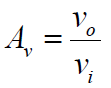 A_v = v_o / v_i